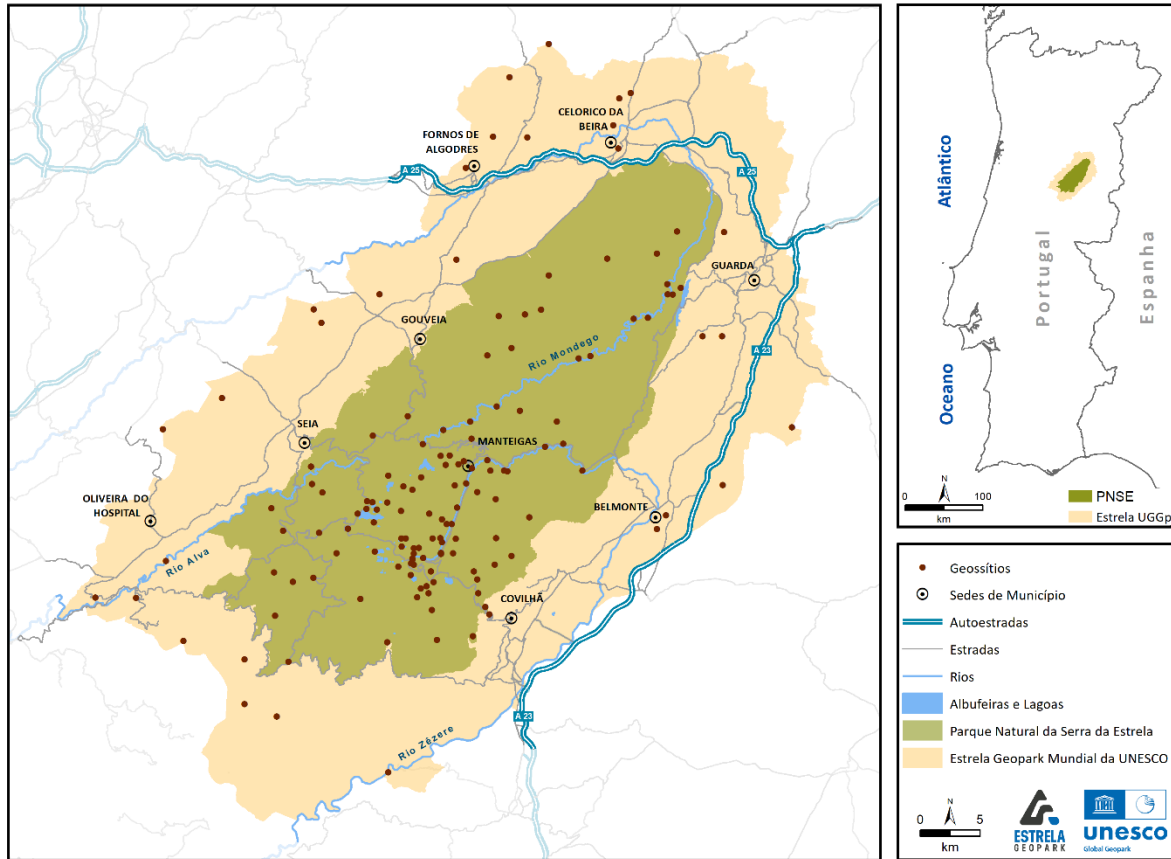 CELORICO DA
BEIRA
FORNOS DE
ALGODRES
A 25
A 25
GUARDA
GOUVEIA
Rio Mondego
A 23
SEIA
MANTEIGAS
OLIVEIRA DO
HOSPITAL
BELMONTE
Rio Alva
COVILHÃ
A 23
Rio Zêzere
N
Atlântico
Oceano
Portugal
Espanha
N
0 100
km
PNSE
Estrela UGGp
Geossítios
Sedes de Município
Autoestradas
Estradas
Rios
Albufeiras e Lagoas
Parque Natural da Serra da Estrela
Estrela Geopark Mundial da UNESCO
N
0 5
km
ESTRELA
GEOPARK
unesco
Global Geopark